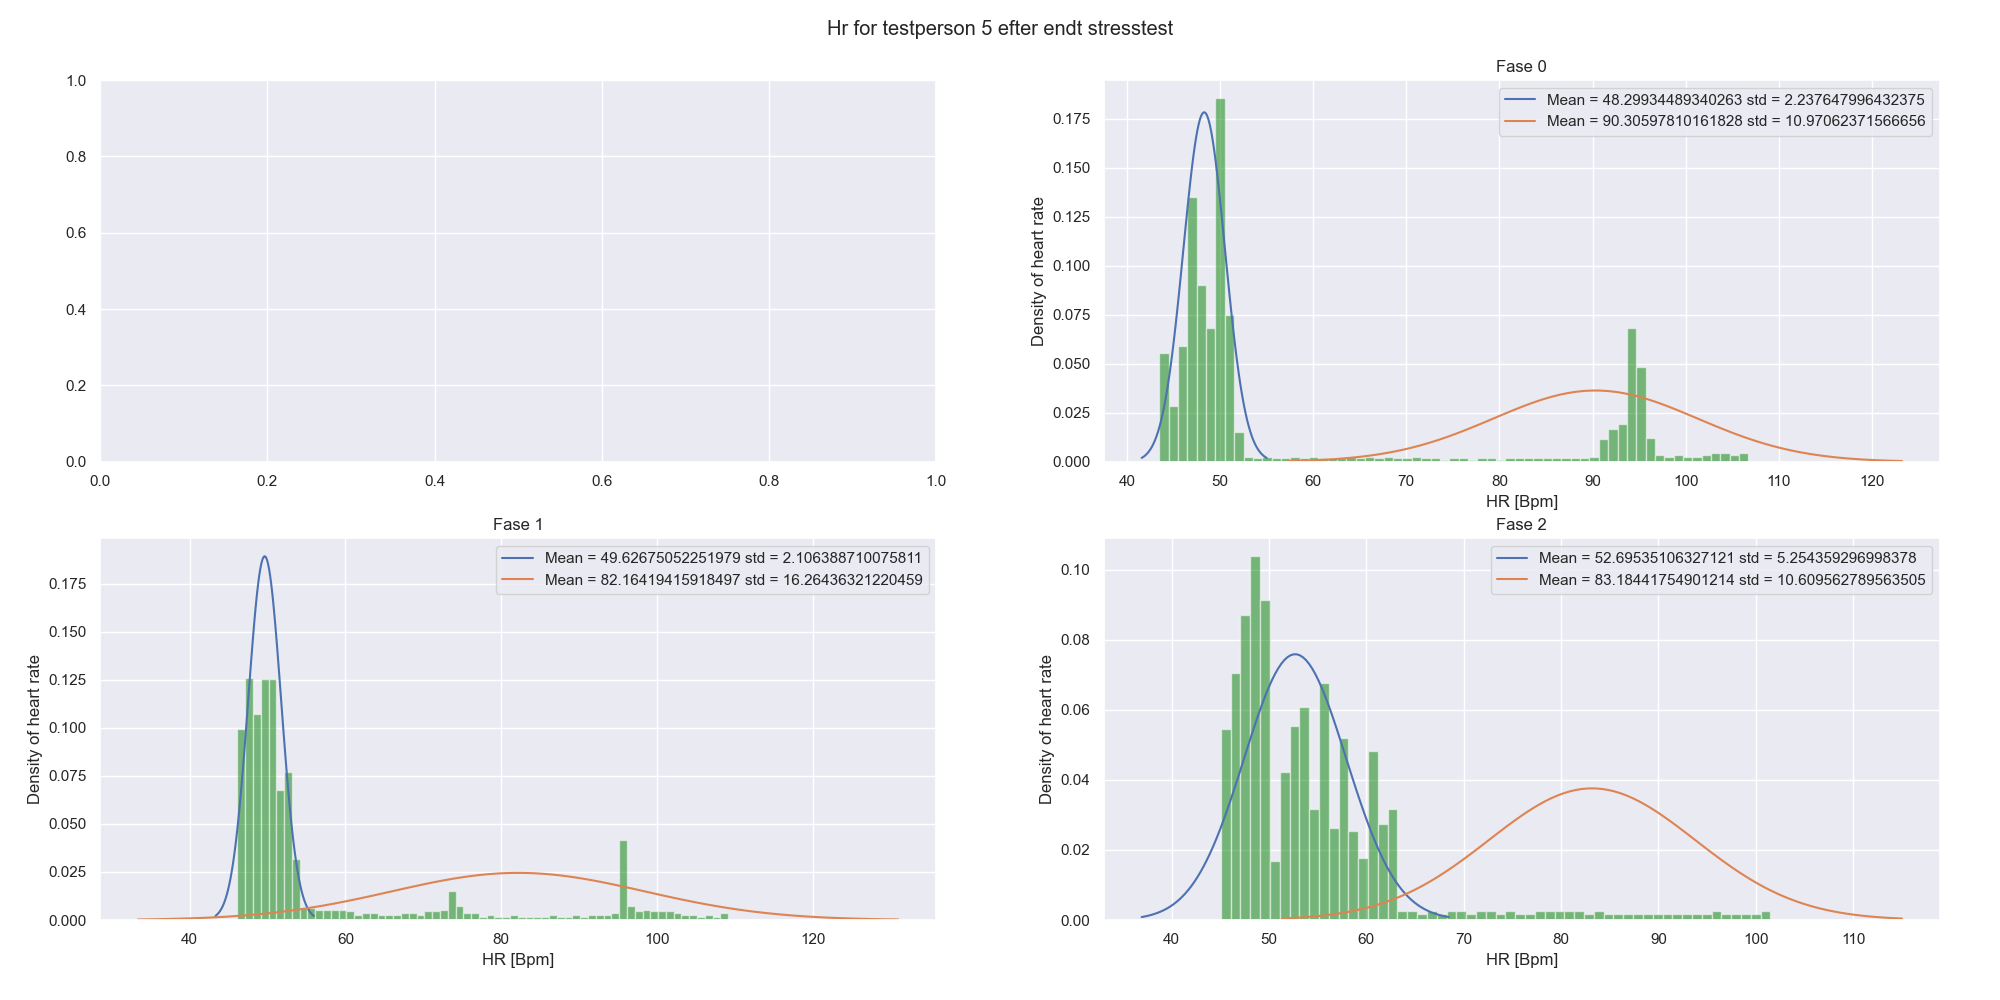 Hr for testperson 5 efter endt stresstest
1.0
0.8
0.6
0.4
0.2
0.0
0.0 0.2 0.4 0.6 0.8 1.0
Fase 0
Mean = 48.29934489340263 std = 2.237647996432375
Mean = 90.30597810161828 std = 10.97062371566656
Density of heart rate
0.175
0.150
0.125
0.100
0.075
0.050
0.025
0.000
40 50 60 70 80 90 100 110 120
HR [Bpm]
Fase 1
Mean = 49.62675052251979 std = 2.106388710075811
Mean = 82.16419415918497 std = 16.26436321220459
Density of heart rate
0.175
0.150
0.125
0.100
0.075
0.050
0.025
0.000
40 60 80 100 120
HR [Bpm]
Fase 2
Mean = 52.69535106327121 std = 5.254359296998378
Mean = 83.18441754901214 std = 10.609562789563505
Density of heart rate
0.10
0.08
0.06
0.04
0.02
0.00
40 50 60 70 80 90 100 110
HR [Bpm]